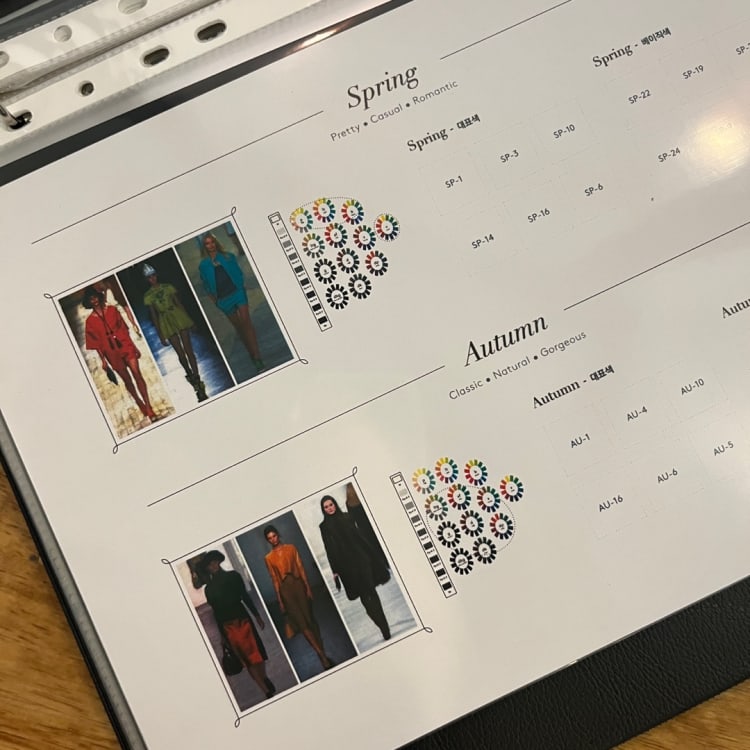 Spring
Pretty • Casual • Romantic
Spring - 대표색
SP-1 SP-3 SP-10
SP-14 SP-16 SP-6
Spring - 베이직색
SP-22 SP-19
SP-24
Autumn
Classic • Natural • Gorgeous
Autumn - 대표색
AU-1 AU-4 AU-10
AU-16 AU-6 AU-5